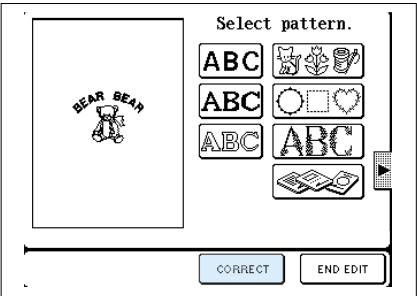 Select pattern.
ABC
ABC
ABC
ABC
BEAR BEAR
CORRECT
END EDIT